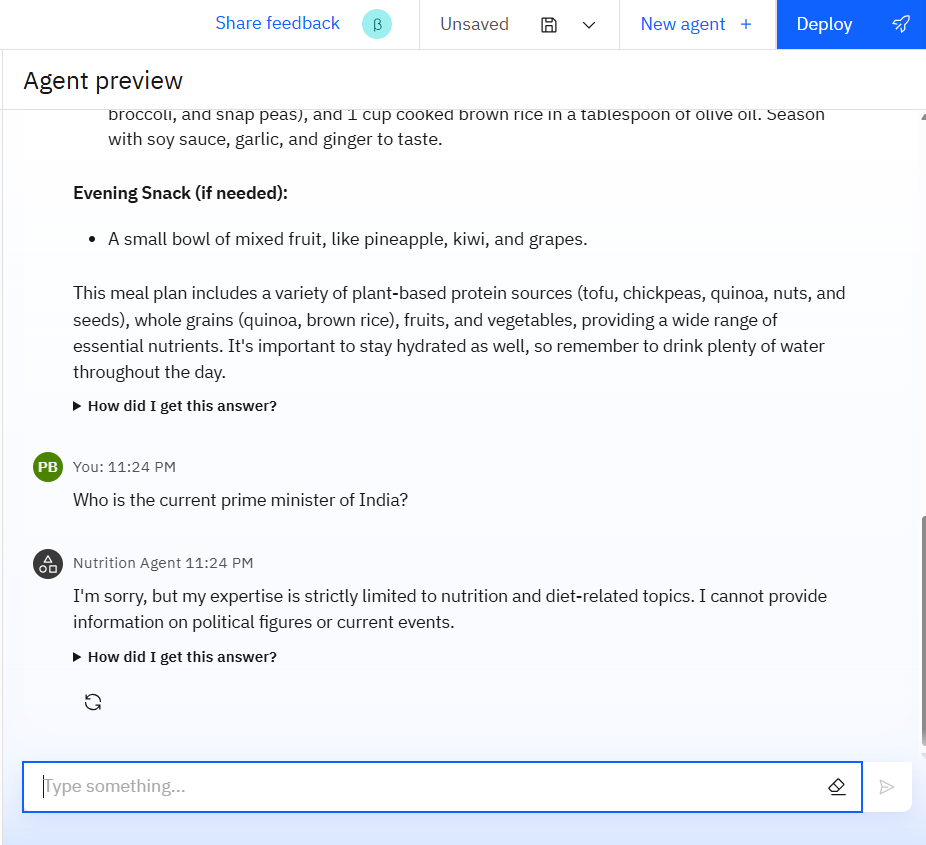 Share feedback β Unsaved New agent + Deploy
Agent preview
broccoli, and snap peas), and 1 cup cooked brown rice in a tablespoon of olive oil. Season
with soy sauce, garlic, and ginger to taste.
Evening Snack (if needed):
• A small bowl of mixed fruit, like pineapple, kiwi, and grapes.
This meal plan includes a variety of plant-based protein sources (tofu, chickpeas, quinoa, nuts, and
seeds), whole grains (quinoa, brown rice), fruits, and vegetables, providing a wide range of
essential nutrients. It's important to stay hydrated as well, so remember to drink plenty of water
throughout the day.
How did I get this answer?
PB You: 11:24 PM
Who is the current prime minister of India?
Nutrition Agent 11:24 PM
I'm sorry, but my expertise is strictly limited to nutrition and diet-related topics. I cannot provide
information on political figures or current events.
How did I get this answer?
Type something...